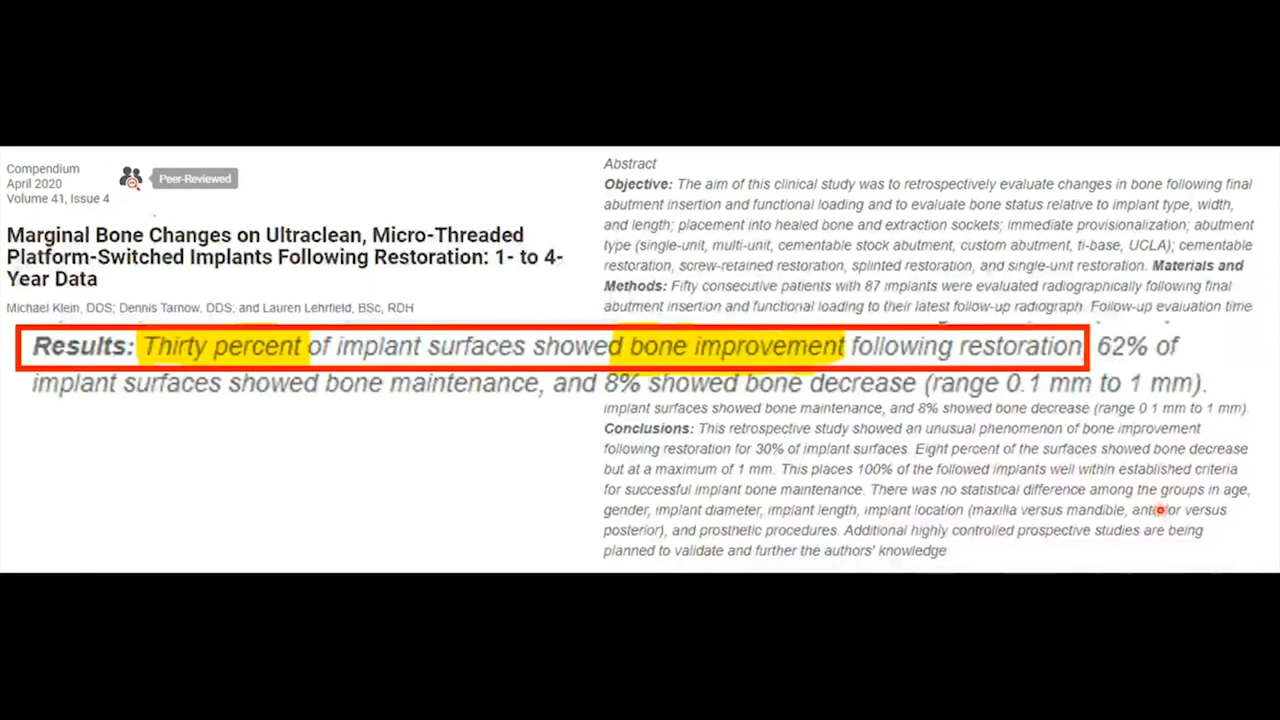 Compendium
April 2020
Volume 41, Issue 4
Peer-Reviewed
Marginal Bone Changes on Ultraclean, Micro-Threaded
Platform-Switched Implants Following Restoration: 1- to 4-
Year Data
Michael Klein, DDS; Dennis Tarnow, DDS; and Lauren Lehrfield, BSc, RDH
Abstract
Objective: The aim of this clinical study was to retrospectively evaluate changes in bone following final
abutment insertion and functional loading and to evaluate bone status relative to implant type, width,
and length; placement into healed bone and extraction sockets; immediate provisionalization; abutment
type (single-unit, multi-unit, cementable stock abutment, custom abutment, ti-base, UCLA); cementable
restoration, screw-retained restoration, splinted restoration, and single-unit restoration. Materials and
Methods: Fifty consecutive patients with 87 implants were evaluated radiographically following final
abutment insertion and functional loading to their latest follow-up radiograph. Follow-up evaluation time
Results: Thirty percent of implant surfaces showed bone improvement following restoration, 62% of
implant surfaces showed bone maintenance, and 8% showed bone decrease (range 0.1 mm to 1 mm).
implant surfaces showed bone maintenance, and 8% showed bone decrease (range 0.1 mm to 1 mm).
Conclusions: This retrospective study showed an unusual phenomenon of bone improvement
following restoration for 30% of implant surfaces. Eight percent of the surfaces showed bone decrease
but at a maximum of 1 mm. This places 100% of the followed implants well within established criteria
for successful implant bone maintenance. There was no statistical difference among the groups in age,
gender, implant diameter, implant length, implant location (maxilla versus mandible, anterior versus
posterior), and prosthetic procedures. Additional highly controlled prospective studies are being
planned to validate and further the authors' knowledge